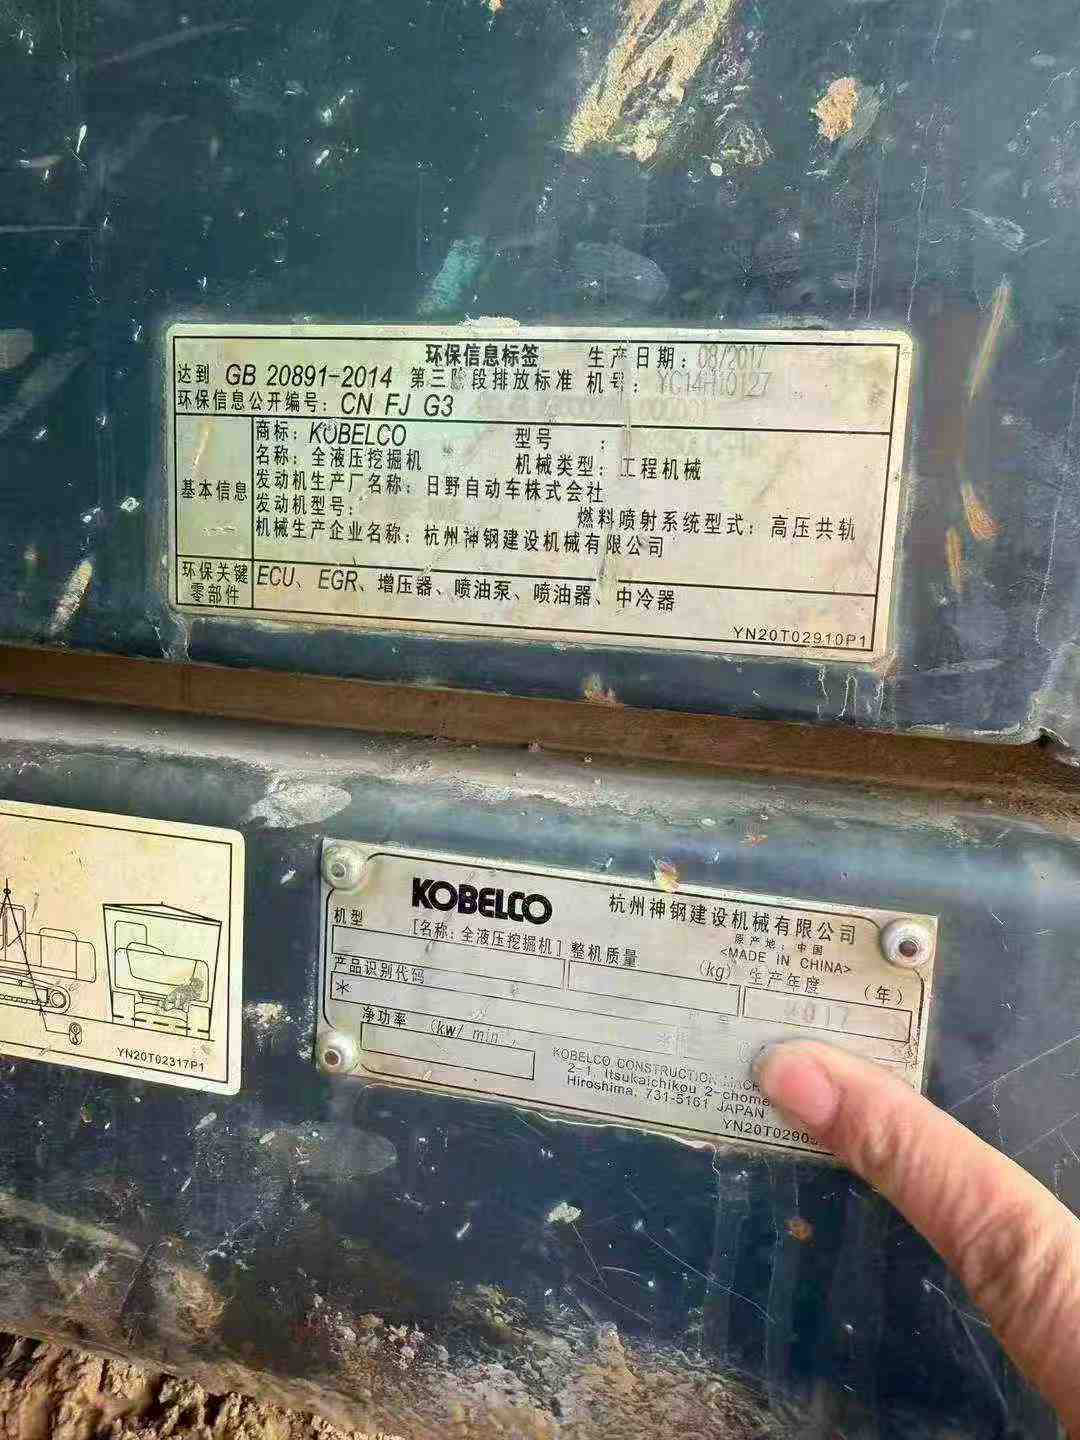 环保信息标签 生产日期: 08/2017
达到 GB 20891-2014 第三阶段排放标准 机号: YC14H10127
环保信息公开编号: CN FJ G3
商标: KOBELCO 型号 :
名称: 全液压挖掘机 机械类型: 工程机械
基本信息
发动机生产厂名称: 日野自动车株式会社
发动机型号: 燃料喷射系统型式: 高压共轨
机械生产企业名称: 杭州神钢建设机械有限公司
环保关键零部件
ECU、EGR、增压器、喷油泵、喷油器、中冷器
YN20T02910P1
YN20T02317P1
KOBELCO 杭州神钢建设机械有限公司
原产地: 中国
<MADE IN CHINA>
机型 [名称: 全液压挖掘机] 整机质量 (kg) 生产年度 (年)
2017
产品识别代码
* *
净功率 (kw/min⁻¹)
KOBELCO CONSTRUCTION
2-1, Itsukaichikou 2-chome
Hiroshima, 731-5161 JAPAN